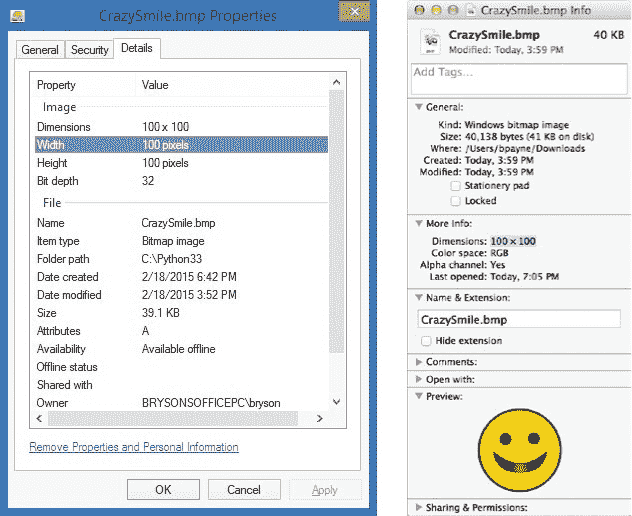 CrazySmile.bmp Properties
General Security Details
Property Value
Image
Dimensions 100 x 100
Width 100 pixels
Height 100 pixels
Bit depth 32
File
Name CrazySmile.bmp
Item type Bitmap image
Folder path C:\Python33
Date created 2/18/2015 6:42 PM
Date modified 2/18/2015 3:52 PM
Size 39.1 KB
Attributes A
Availability Available offline
Offline status
Shared with
Owner BRYSONSOFFICEPC\bryson
Remove Properties and Personal Information
OK Cancel Apply
CrazySmile.bmp Info
CrazySmile.bmp 40 KB
Modified: Today, 3:59 PM
Add Tags...
General:
Kind: Windows bitmap image
Size: 40,138 bytes (41 KB on disk)
Where: /Users/bpayne/Downloads
Created: Today, 3:59 PM
Modified: Today, 3:59 PM
Stationery pad
Locked
More Info:
Dimensions: 100 × 100
Color space: RGB
Alpha channel: Yes
Last opened: Today, 7:05 PM
Name & Extension:
CrazySmile.bmp
Hide extension
Comments:
Open with:
Preview:
Sharing & Permissions: